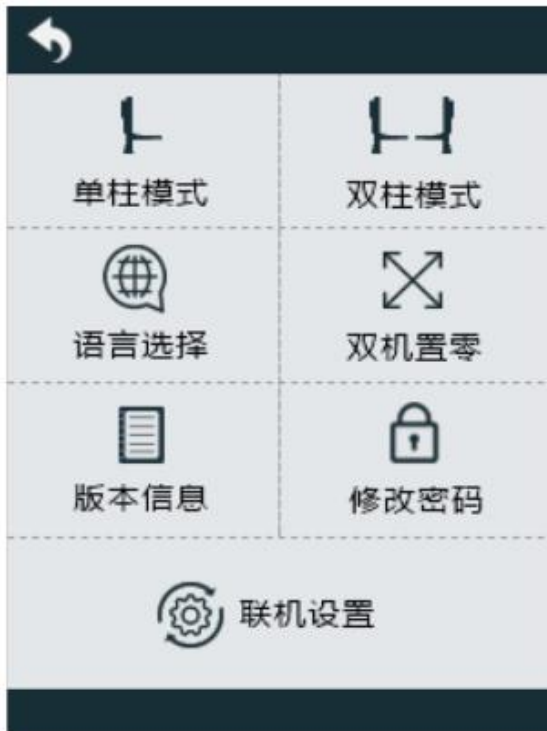 单柱模式
双柱模式
语言选择
双机置零
版本信息
修改密码
联机设置